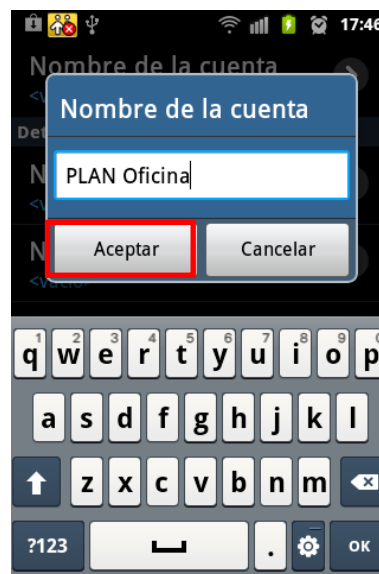 17:46
Nombre de la cuenta
Nombre de la cuenta
Det
N
PLAN Oficina
N
Aceptar Cancelar
<vacío>
1 2 3 4 5 6 7 8 9 0
q w e r t y u i o p
a s d f g h j k l
z x c v b n m
?123 . OK